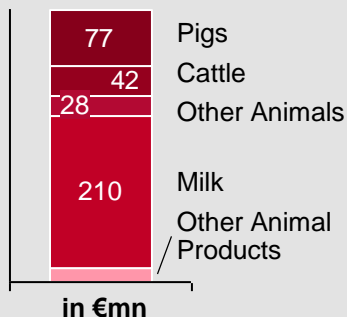 77 Pigs
42 Cattle
28 Other Animals
210 Milk
Other Animal
Products
in €mn